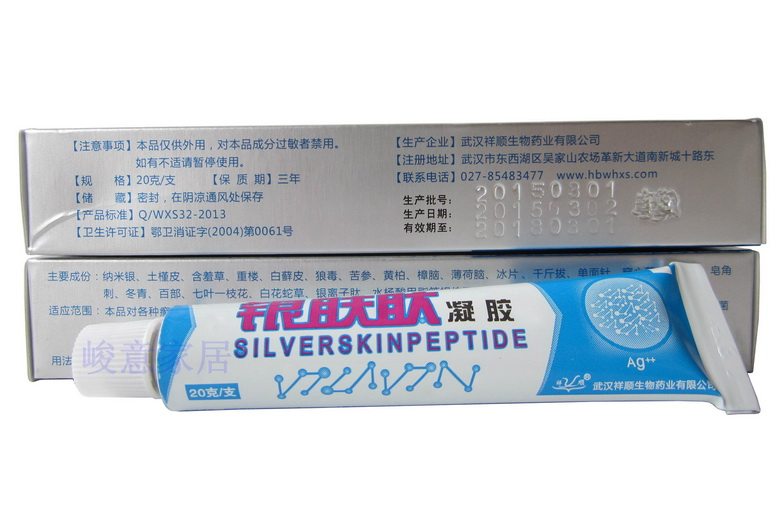 【注意事项】本品仅供外用，对本品成分过敏者禁用。
如有不适请暂停使用。
【规 格】20克/支 【保 质 期】三年
【储 藏】密封，在阴凉通风处保存
【产品标准】Q/WXS32-2013
【卫生许可证】鄂卫消证字(2004)第0061号
【生产企业】武汉祥顺生物药业有限公司
【注册地址】武汉市东西湖区吴家山农场革新大道南新城十路东
【联系电话】027-85483477 www.hbwhxs.com
生产批号: 20150301
生产日期: 20150302
有效期至: 20180301
主要成份：纳米银、土槿皮、含羞草、重楼、白藓皮、狼毒、苦参、黄柏、樟脑、薄荷脑、冰片、千斤拔、单面针、
皂角
刺、冬青、百部、七叶一枝花、白花蛇草、银离子肽、
适应范围：本品对各种
菌
用法
银肤肽 凝胶
SILVERSKINPEPTIDE
20克/支
Ag++
祥 顺
武汉祥顺生物药业有限公司
峻意家居